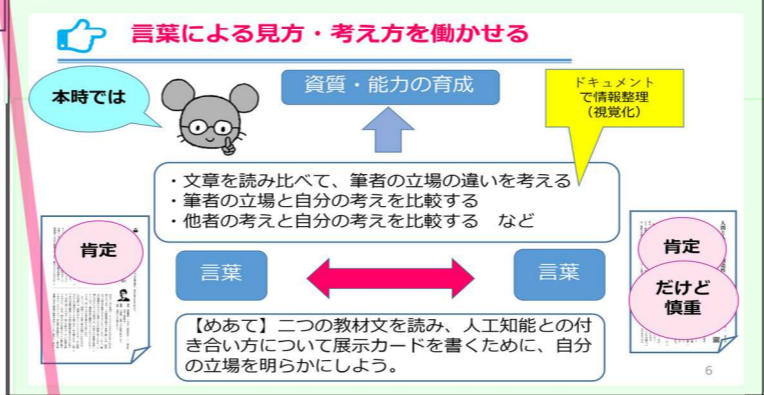 言葉による見方・考え方を働かせる
本時では
資質・能力の育成
ドキュメント
で情報整理
（視覚化）
・文章を読み比べて、筆者の立場の違いを考える
・筆者の立場と自分の考えを比較する
・他者の考えと自分の考えを比較する　など
肯定
言葉
言葉
肯定
だけど
慎重
【めあて】二つの教材文を読み、人工知能との付
き合い方について展示カードを書くために、自分
の立場を明らかにしよう。
6